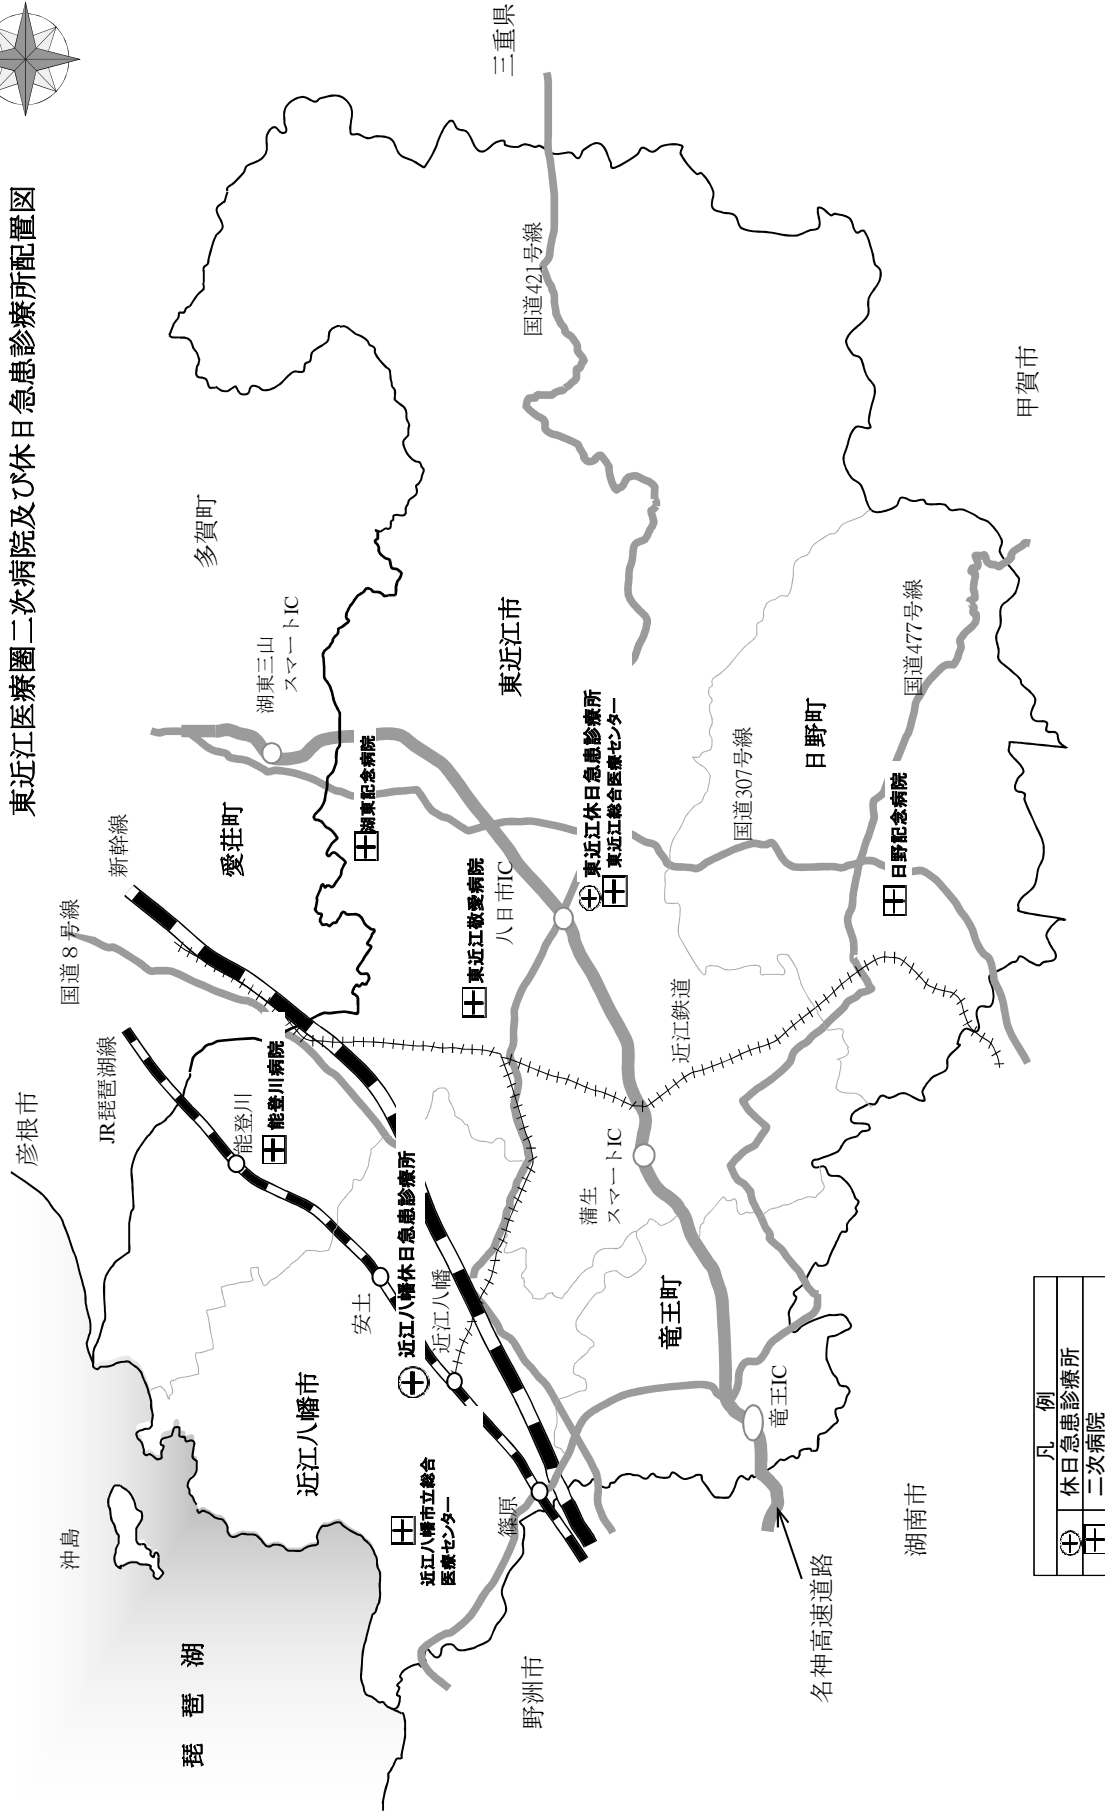 東近江医療圏二次病院及び休日急患診療所配置図
三重県
国道421号線
甲賀市
多賀町
湖東三山
スマートIC
東近江市
国道477号線
日野町
国道307号線
湖東記念病院
東近江休日急患診療所
東近江総合医療センター
日野記念病院
愛荘町
新幹線
国道８号線
東近江敬愛病院
八日市IC
近江鉄道
彦根市
JR琵琶湖線
能登川
能登川病院
蒲生
スマートIC
近江八幡休日急患診療所
近江八幡
安土
竜王町
竜王IC
近江八幡市
近江八幡市立総合
医療センター
篠原
沖島
琵琶湖
野洲市
湖南市
名神高速道路
凡例
休日急患診療所
二次病院